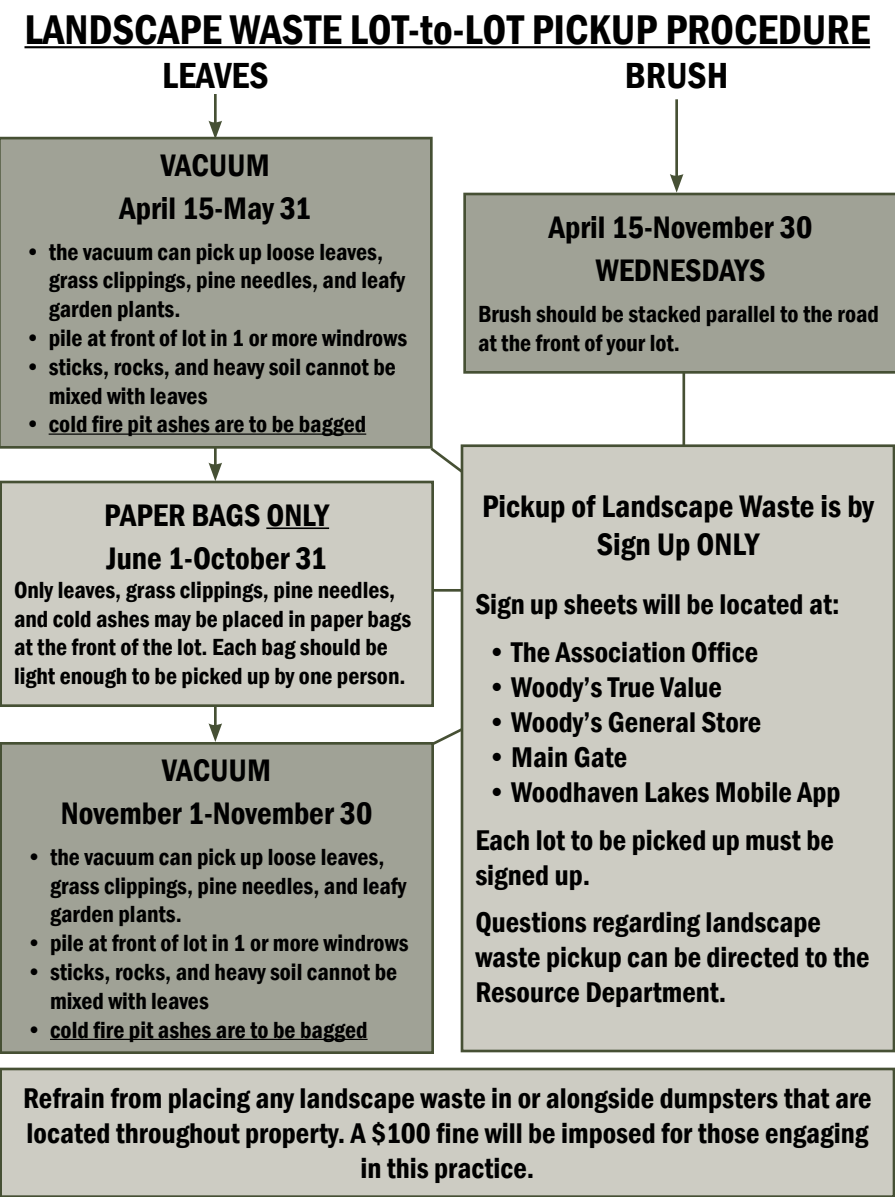 LANDSCAPE WASTE LOT-to-LOT PICKUP PROCEDURE
LEAVES
VACUUM
April 15-May 31
• the vacuum can pick up loose leaves,
grass clippings, pine needles, and leafy
garden plants.
• pile at front of lot in 1 or more windrows
• sticks, rocks, and heavy soil cannot be
mixed with leaves
• cold fire pit ashes are to be bagged
PAPER BAGS ONLY
June 1-October 31
Only leaves, grass clippings, pine needles,
and cold ashes may be placed in paper bags
at the front of the lot. Each bag should be
light enough to be picked up by one person.
VACUUM
November 1-November 30
• the vacuum can pick up loose leaves,
grass clippings, pine needles, and leafy
garden plants.
• pile at front of lot in 1 or more windrows
• sticks, rocks, and heavy soil cannot be
mixed with leaves
• cold fire pit ashes are to be bagged
BRUSH
April 15-November 30
WEDNESDAYS
Brush should be stacked parallel to the road
at the front of your lot.
Pickup of Landscape Waste is by
Sign Up ONLY
Sign up sheets will be located at:
• The Association Office
• Woody's True Value
• Woody's General Store
• Main Gate
• Woodhaven Lakes Mobile App
Each lot to be picked up must be
signed up.
Questions regarding landscape
waste pickup can be directed to the
Resource Department.
Refrain from placing any landscape waste in or alongside dumpsters that are
located throughout property. A $100 fine will be imposed for those engaging
in this practice.